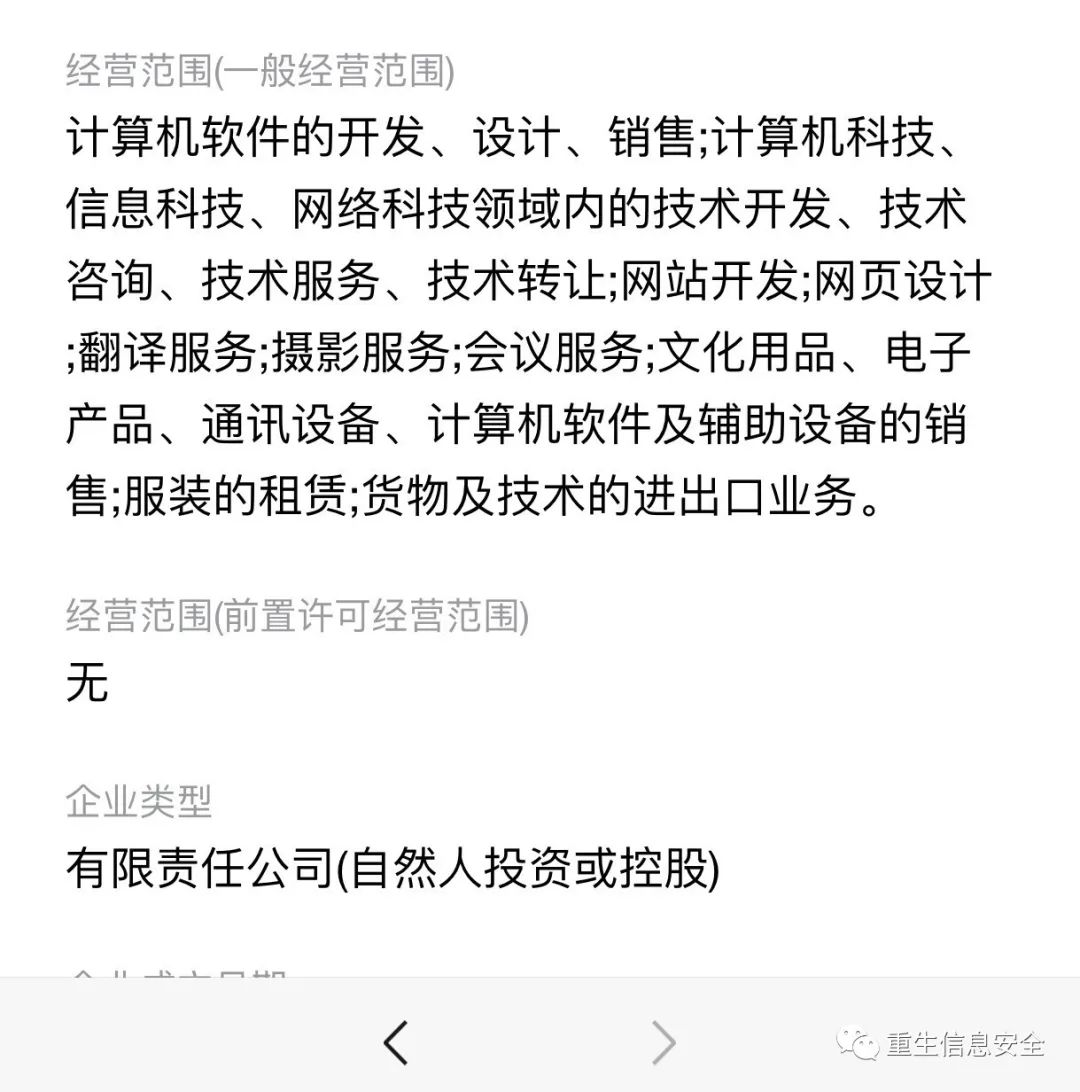 经营范围(一般经营范围)
计算机软件的开发、设计、销售;计算机科技、
信息科技、网络科技领域内的技术开发、技术
咨询、技术服务、技术转让;网站开发;网页设计
;翻译服务;摄影服务;会议服务;文化用品、电子
产品、通讯设备、计算机软件及辅助设备的销
售;服装的租赁;货物及技术的进出口业务。
经营范围(前置许可经营范围)
无
企业类型
有限责任公司(自然人投资或控股)
重生信息安全